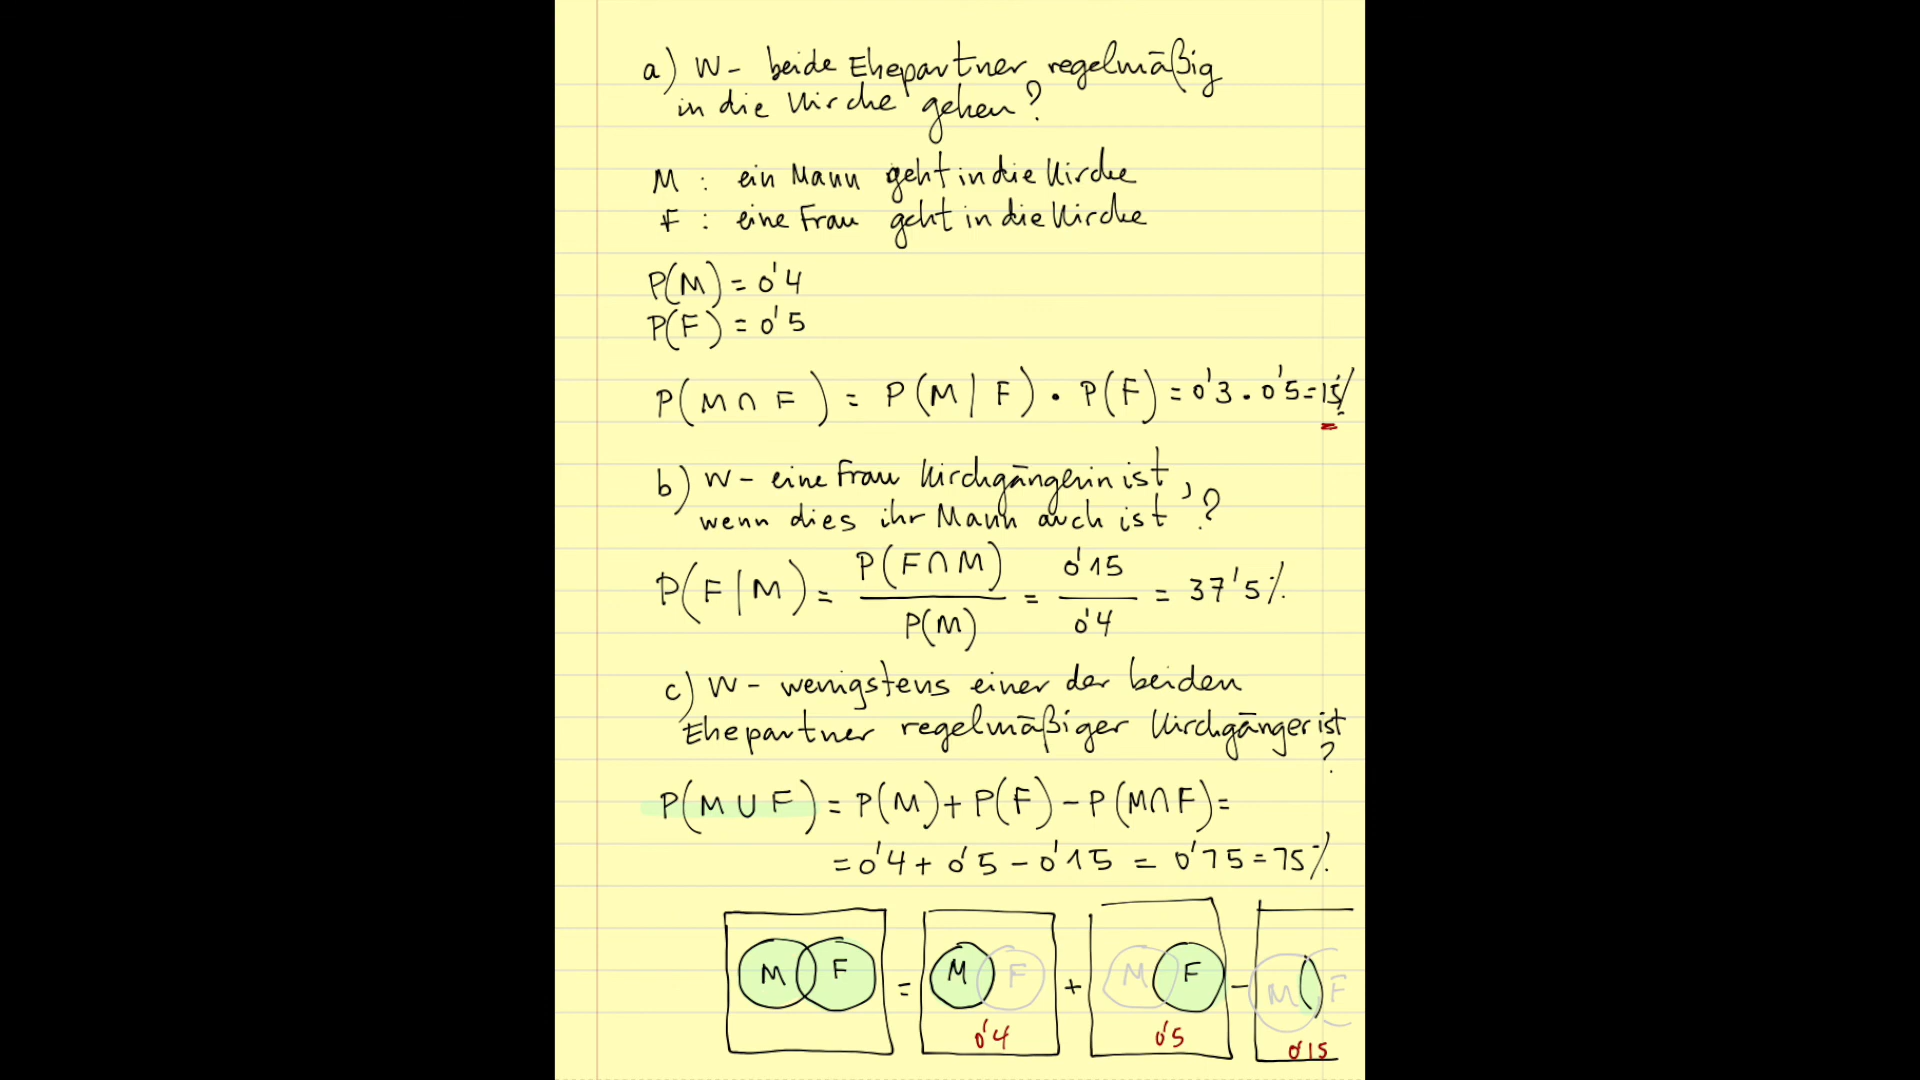 a) W- beide Ehepartner regelmäßig
in die Kirche gehen?
M : ein Mann geht in die Kirche
F : eine Frau geht in die Kirche
P(M) = 0'4
P(F) = 0'5
P(M∩F) = P(M|F) · P(F) = 0'3 · 0'5 = 15%
b) W- eine Frau Kirchgängerin ist,
wenn dies ihr Mann auch ist?
P(F|M) = P(F∩M) / P(M) = 0'15 / 0'4 = 37'5%
c) W- wenigstens einer der beiden
Ehepartner regelmäßiger Kirchgänger ist
?
P(M∪F) = P(M) + P(F) - P(M∩F) =
= 0'4 + 0'5 - 0'15 = 0'75 = 75%
M F = M F + M F - M F
0'4 0'5 0'15